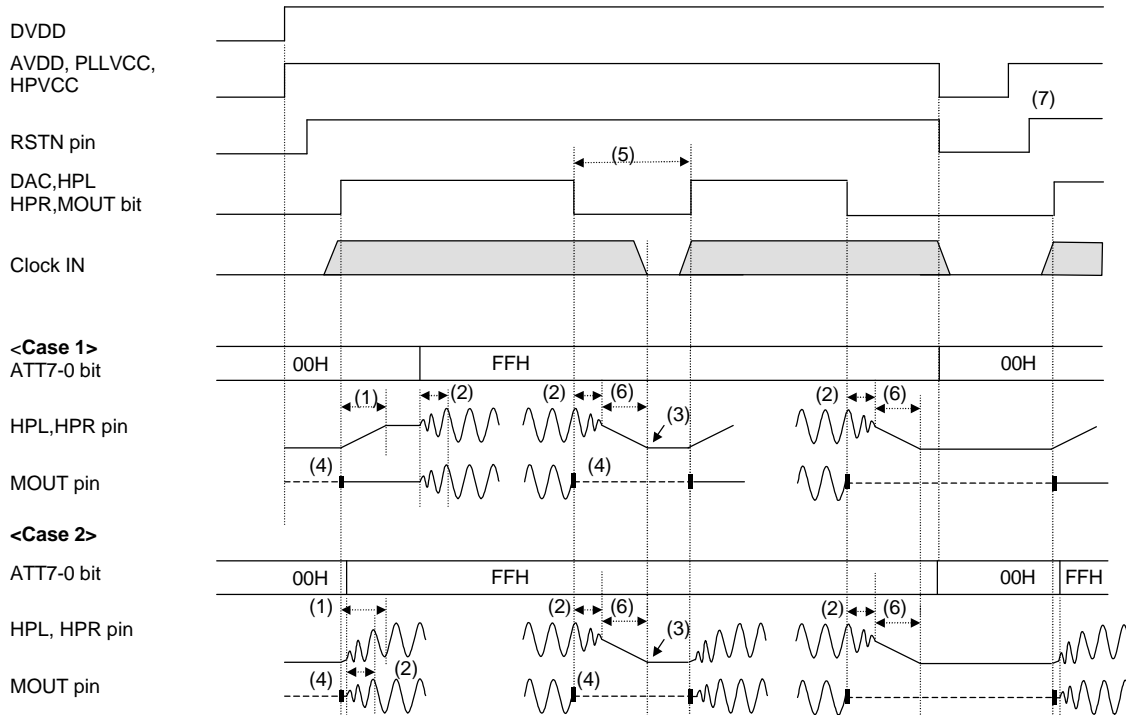 DVDD
AVDD, PLLVCC,
HPVCC
(7)
RSTN pin
(5)
DAC,HPL
HPR,MOUT bit
Clock IN
<Case 1>
ATT7-0 bit
00H FFH 00H
(1) (2) (2) (6) (3) (2) (6)
HPL,HPR pin
(4) (4)
MOUT pin
<Case 2>
ATT7-0 bit
00H FFH 00H FFH
(1) (2) (6) (3) (2) (6)
HPL, HPR pin
(4) (2) (4)
MOUT pin